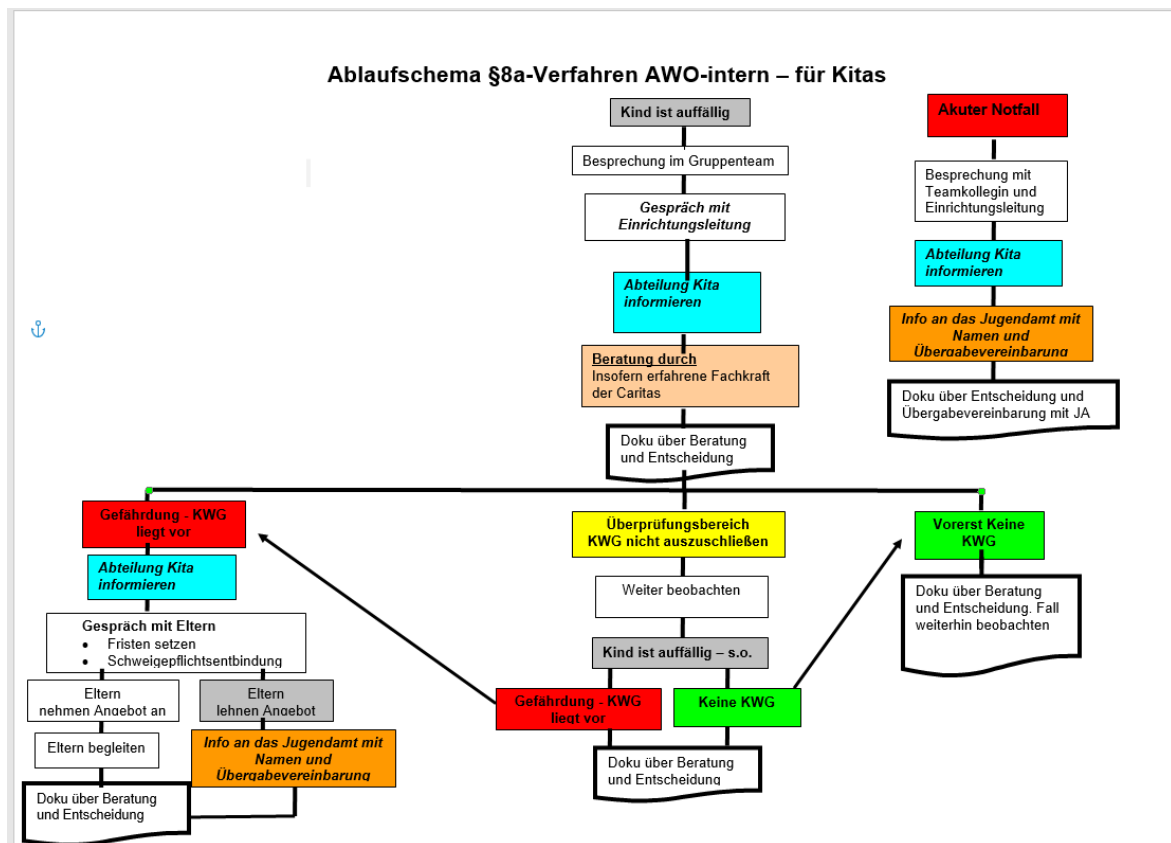 Ablaufschema §8a-Verfahren AWO-intern – für Kitas
Kind ist auffällig
Besprechung im Gruppenteam
Gespräch mit
Einrichtungsleitung
Abteilung Kita
informieren
Beratung durch
Insofern erfahrene Fachkraft
der Caritas
Doku über Beratung
und Entscheidung
Akuter Notfall
Besprechung mit
Teamkollegin und
Einrichtungsleitung
Abteilung Kita
informieren
Info an das Jugendamt mit
Namen und
Übergabevereinbarung
Doku über Entscheidung und
Übergabevereinbarung mit JA
Gefährdung - KWG
liegt vor
Abteilung Kita
informieren
Gespräch mit Eltern
• Fristen setzen
• Schweigepflichtsentbindung
Eltern
nehmen Angebot an
Eltern begleiten
Doku über Beratung
und Entscheidung
Eltern
lehnen Angebot
Info an das Jugendamt mit
Namen und
Übergabevereinbarung
Überprüfungsbereich
KWG nicht auszuschließen
Weiter beobachten
Kind ist auffällig – s.o.
Gefährdung - KWG
liegt vor
Keine KWG
Doku über Beratung
und Entscheidung
Vorerst Keine
KWG
Doku über Beratung
und Entscheidung. Fall
weiterhin beobachten